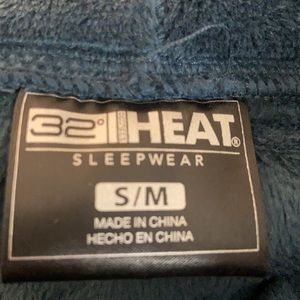 32° HEAT®
SLEEPWEAR
S/M
MADE IN CHINA
HECHO EN CHINA